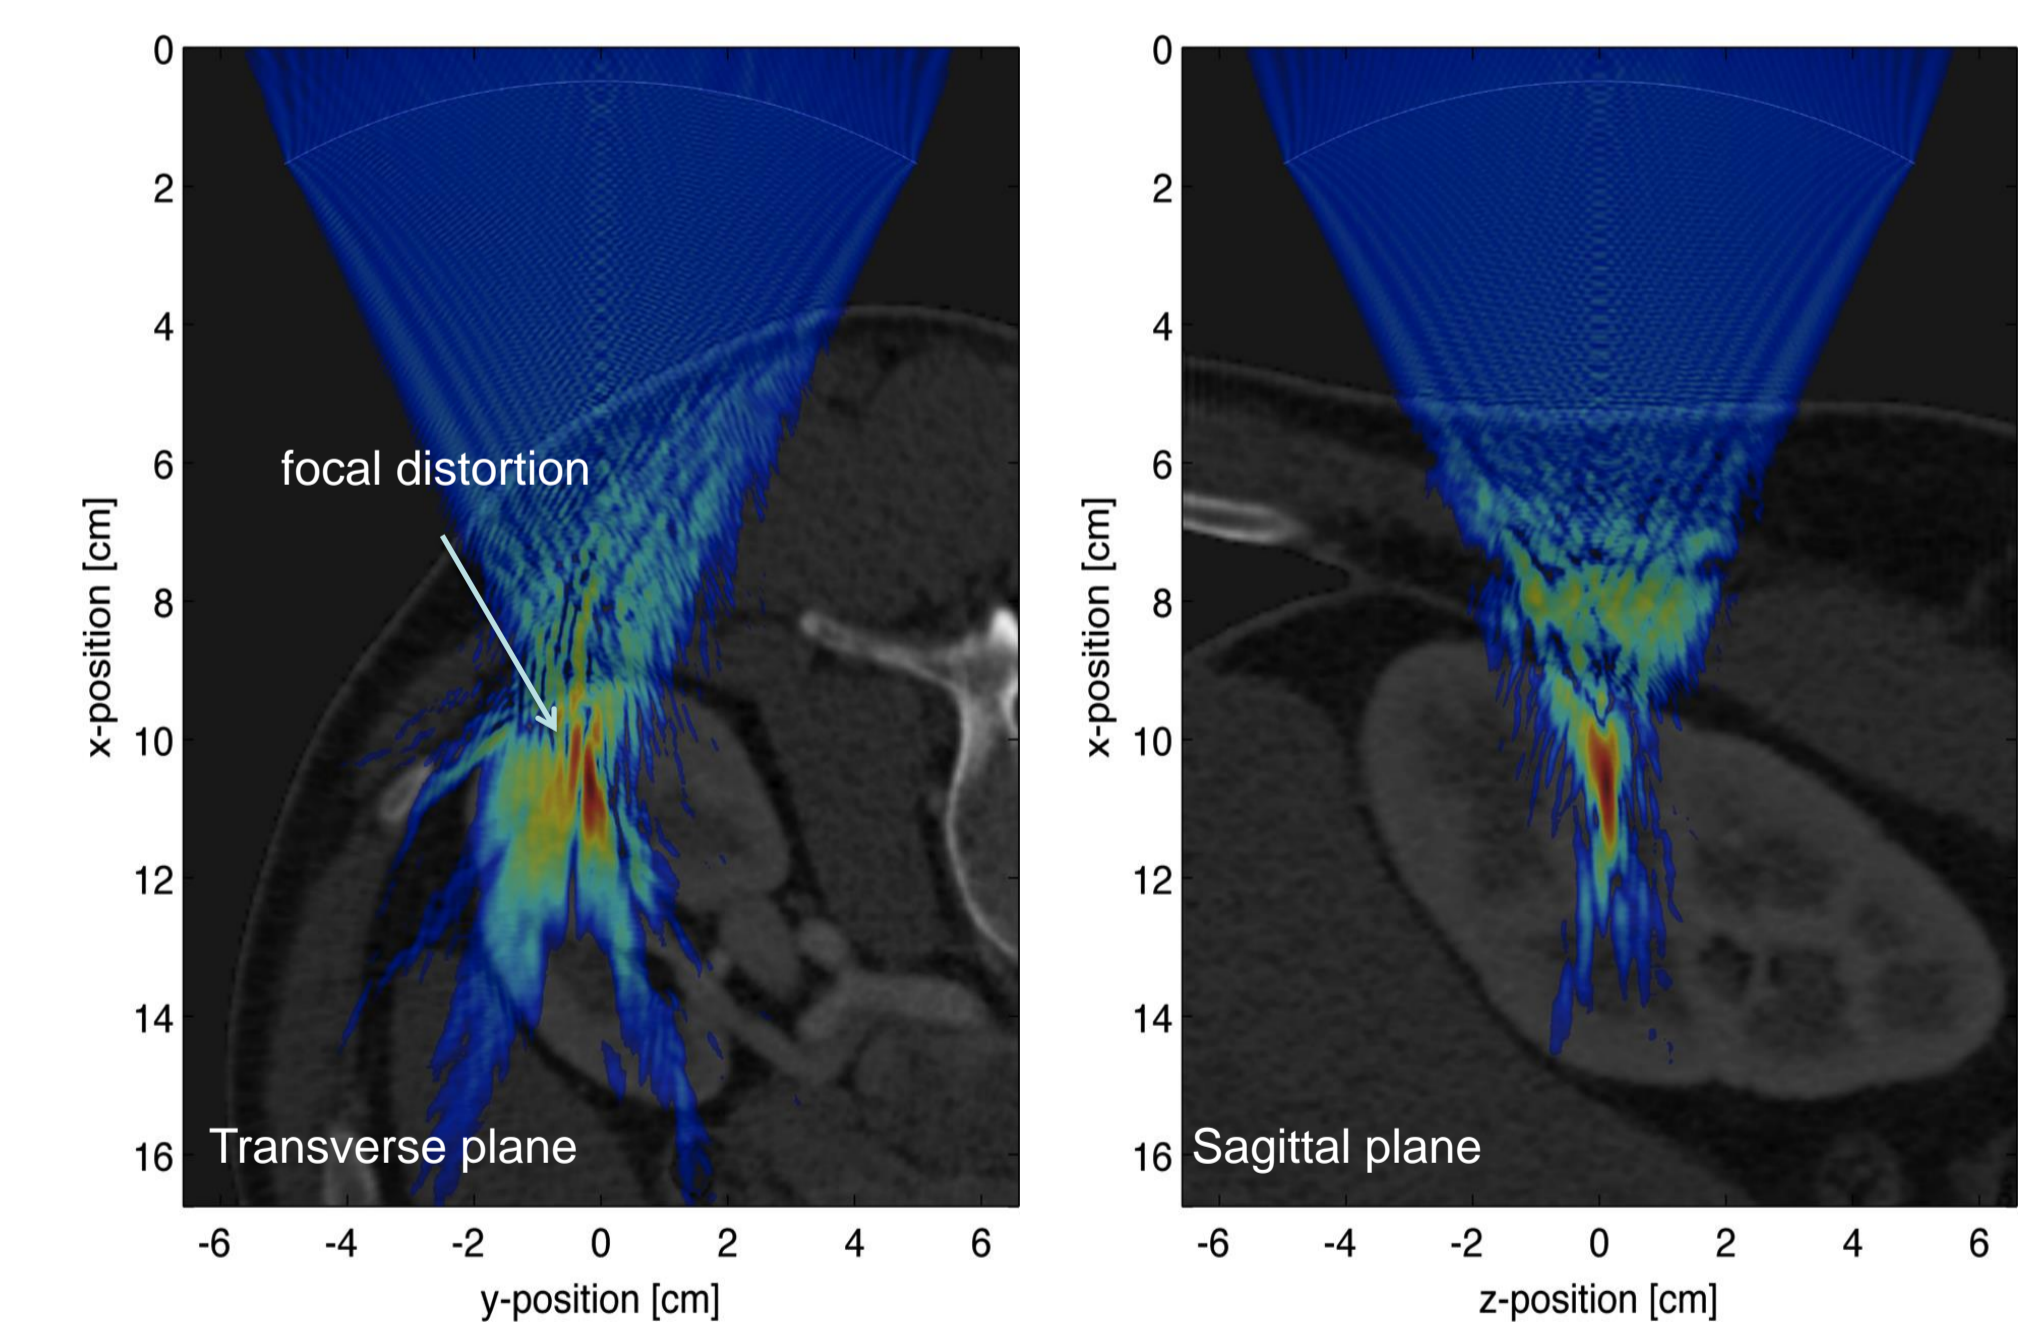 0
2
4
6
8
10
12
14
16
x-position [cm]
focal distortion
Transverse plane
-6 -4 -2 0 2 4 6
y-position [cm]
0
2
4
6
8
10
12
14
16
x-position [cm]
Sagittal plane
-6 -4 -2 0 2 4 6
z-position [cm]